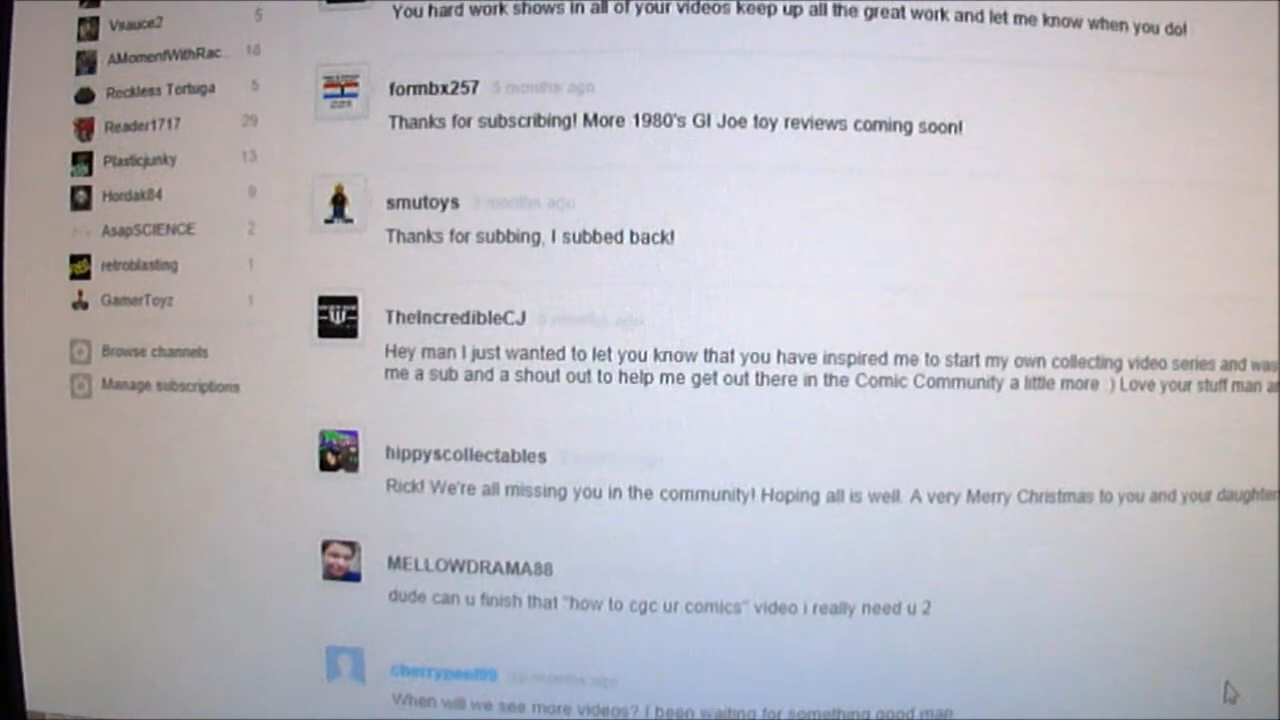 Vsauce2 5
You hard work shows in all of your videos keep up all the great work and let me know when you do!
AMomentWithRac... 18
Reckless Tortuga 5
formbx257 3 months ago
Reader1717 29
Thanks for subscribing! More 1980's GI Joe toy reviews coming soon!
Plasticjunky 13
Hordak84 9
smutoys months ago
AsapSCIENCE 2
Thanks for subbing, I subbed back!
retroblasting 1
GamerToyz 1
TheIncredibleCJ months ago
Browse channels
Hey man I just wanted to let you know that you have inspired me to start my own collecting video series and was
Manage subscriptions
me a sub and a shout out to help me get out there in the Comic Community a little more :) Love your stuff man
hippyscollectables
Rick! We're all missing you in the community! Hoping all is well. A very Merry Christmas to you and your daughter
MELLOWDRAMA88
dude can u finish that "how to cgc ur comics" video i really need u 2
months ago
When will we see more videos? I been waiting for something good man